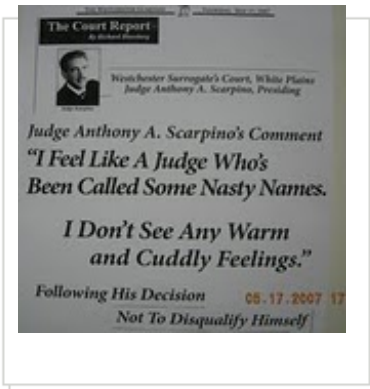 The Court Report
By Richard Blassberg
Westchester Surrogate's Court, White Plains
Judge Anthony A. Scarpino, Presiding
Judge Anthony A. Scarpino's Comment
“I Feel Like A Judge Who's
Been Called Some Nasty Names.
I Don't See Any Warm
and Cuddly Feelings.”
Following His Decision
05.17.2007 17
Not To Disqualify Himself